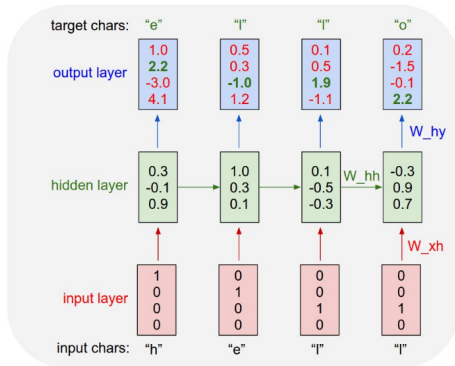 target chars: “e” “l” “l” “o”
output layer
1.0 0.5 0.1 0.2
2.2 0.3 0.5 -1.5
-3.0 -1.0 1.9 -0.1
4.1 1.2 -1.1 2.2
W_hy
hidden layer
0.3 1.0 0.1 -0.3
-0.1 0.3 -0.5 0.9
0.9 0.1 -0.3 0.7
W_hh
W_xh
input layer
1 0 0 0
0 1 0 0
0 0 1 1
0 0 0 0
input chars: “h” “e” “l” “l”